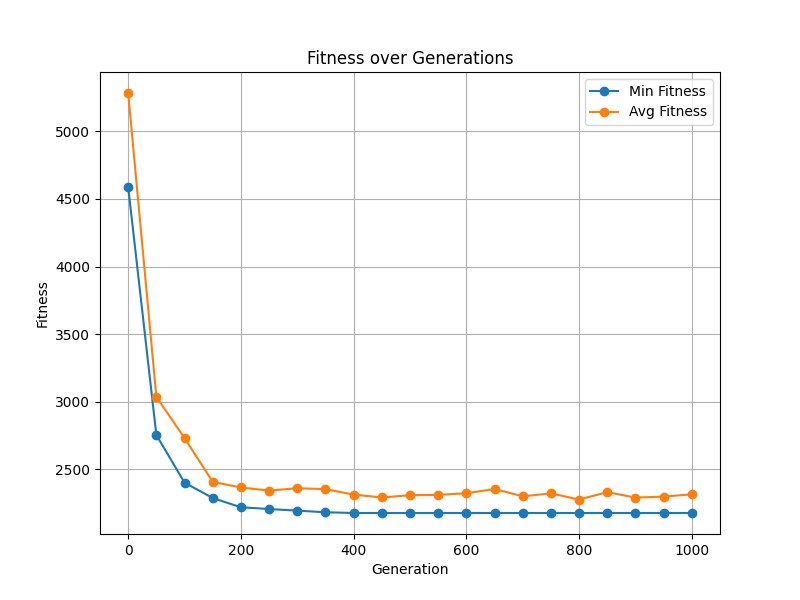 Fitness over Generations
Min Fitness
Avg Fitness
Fitness
5000
4500
4000
3500
3000
2500
0 200 400 600 800 1000
Generation